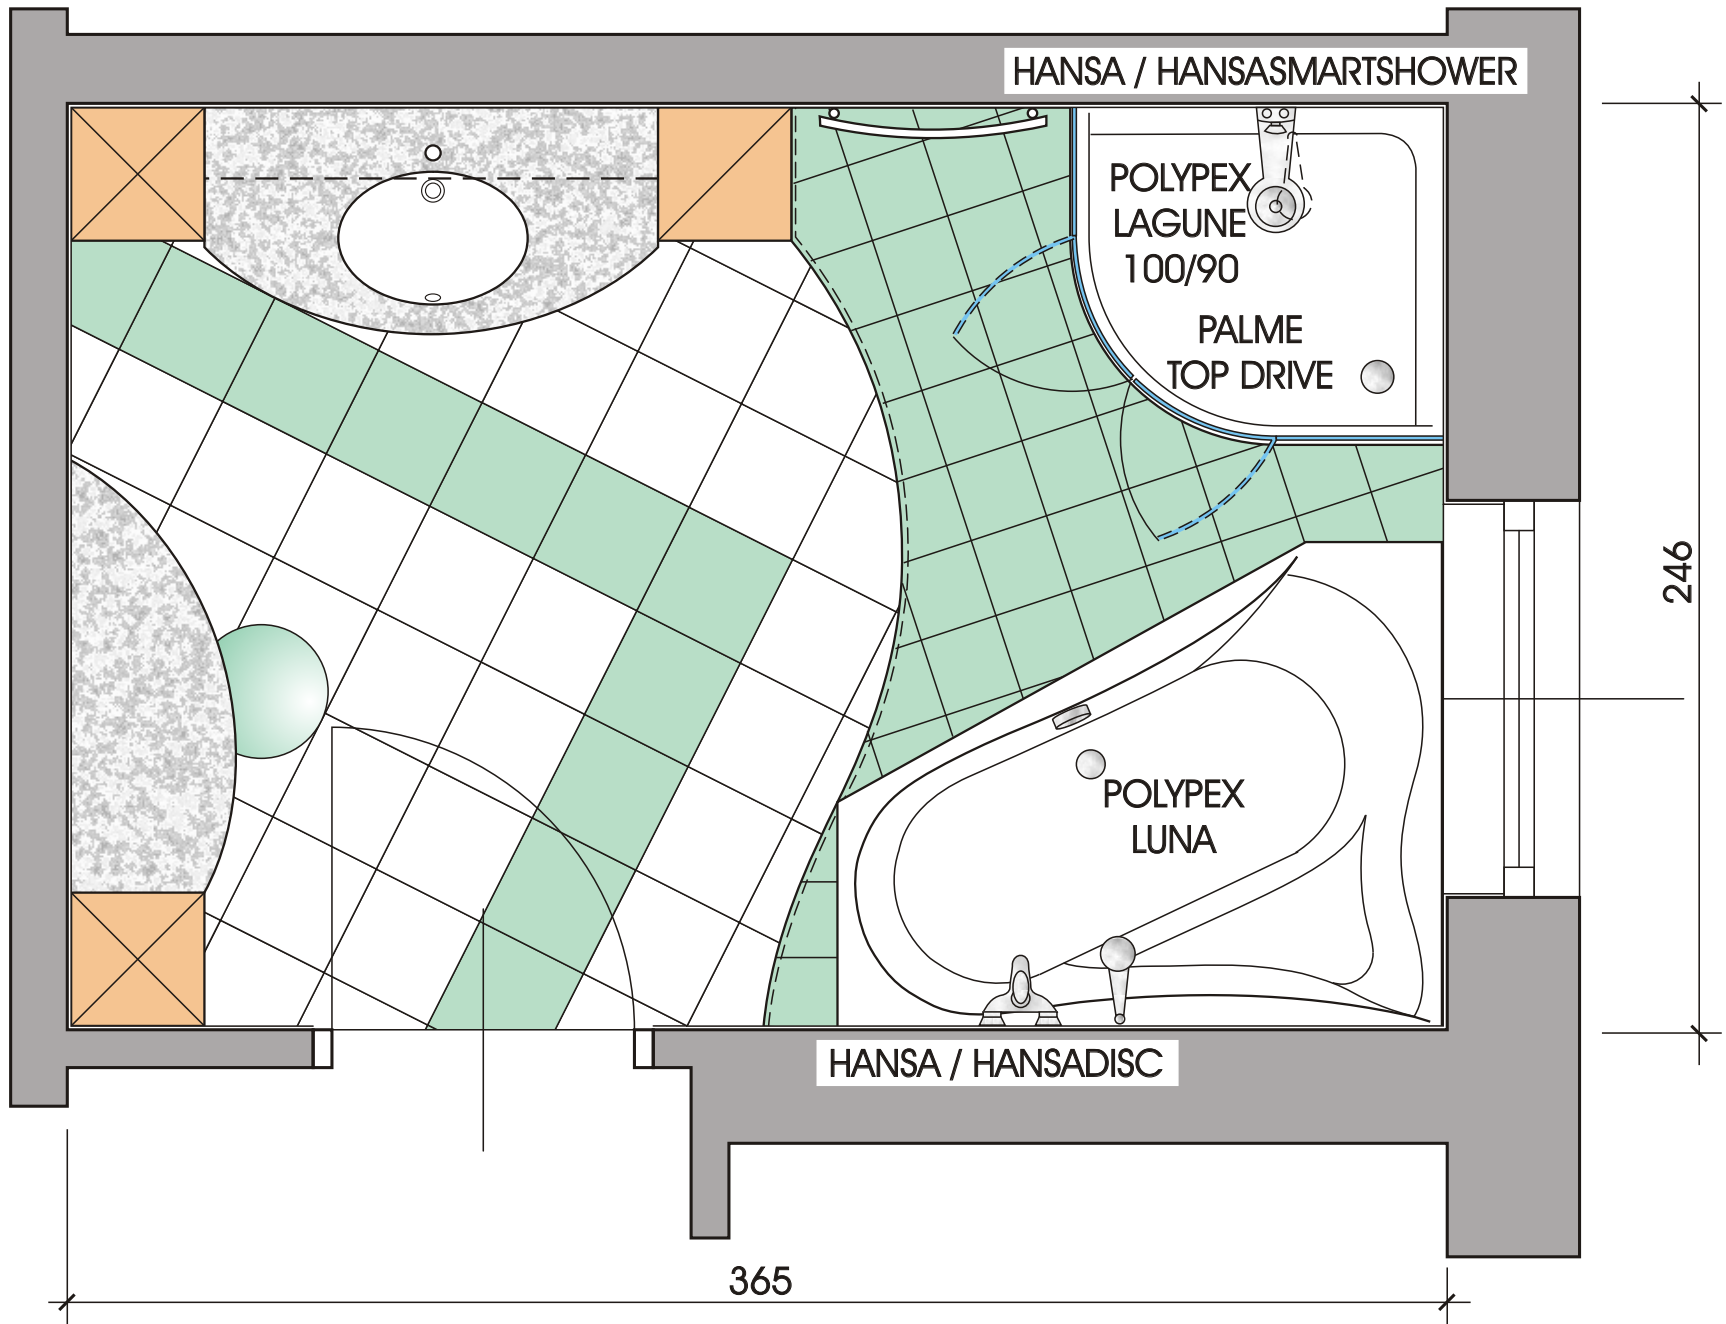 HANSA / HANSASMARTSHOWER
POLYPEX
LAGUNE
100/90
PALME
TOP DRIVE
246
POLYPEX
LUNA
HANSA / HANSADISC
365